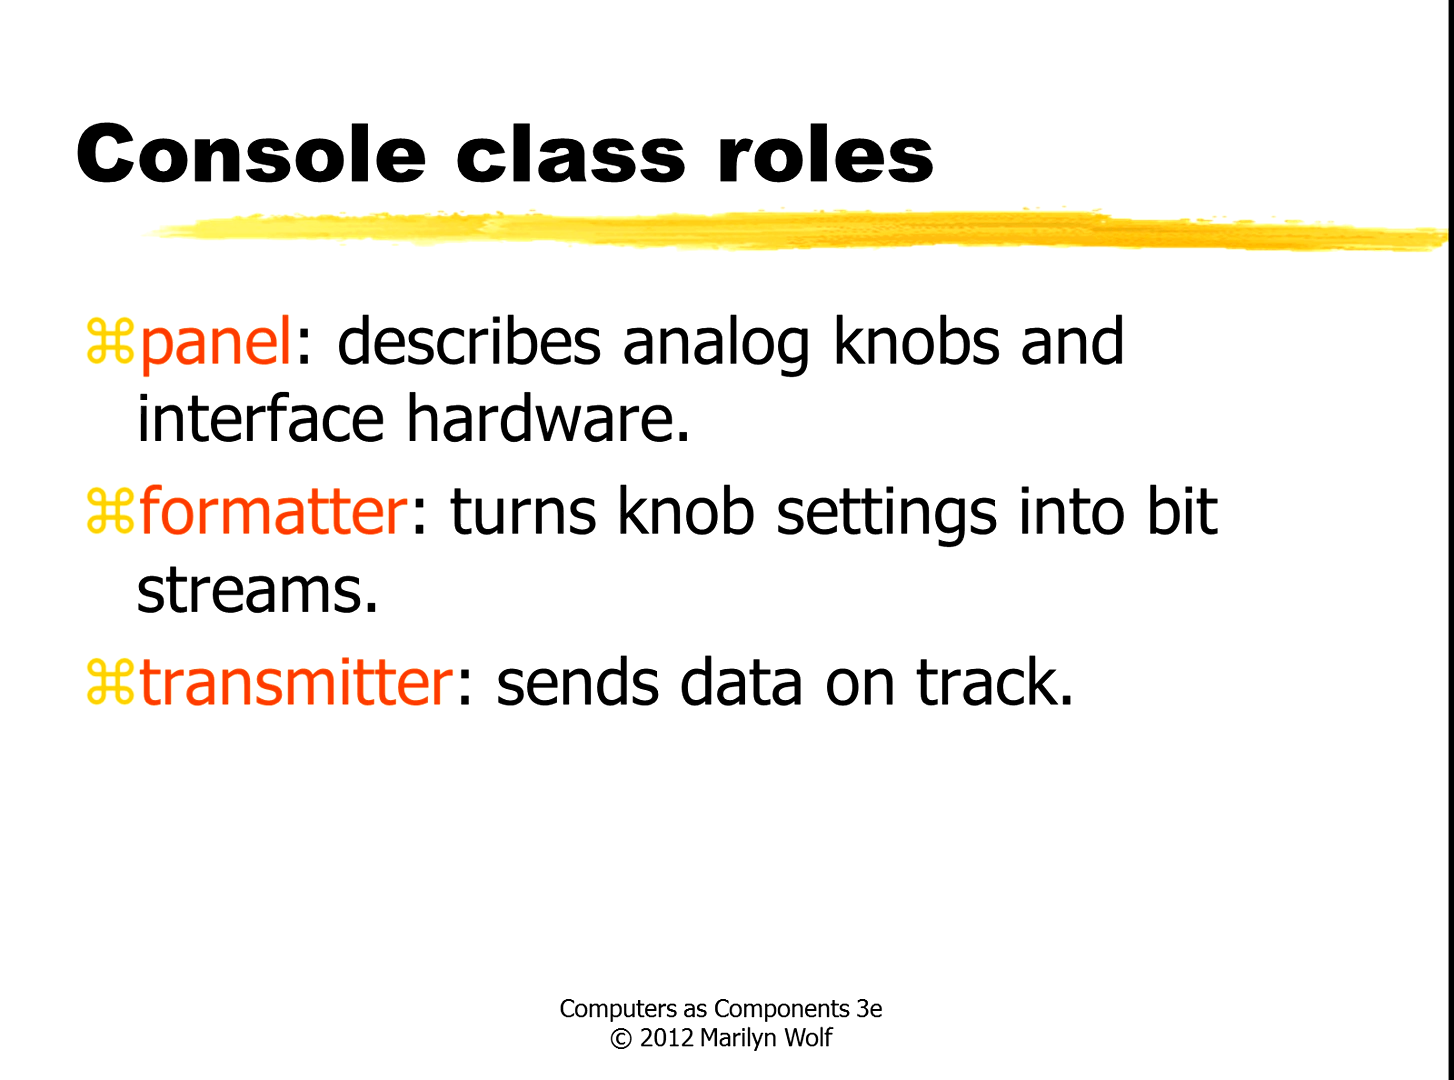 Console class roles
⌘panel: describes analog knobs and
interface hardware.
⌘formatter: turns knob settings into bit
streams.
⌘transmitter: sends data on track.
Computers as Components 3e
© 2012 Marilyn Wolf